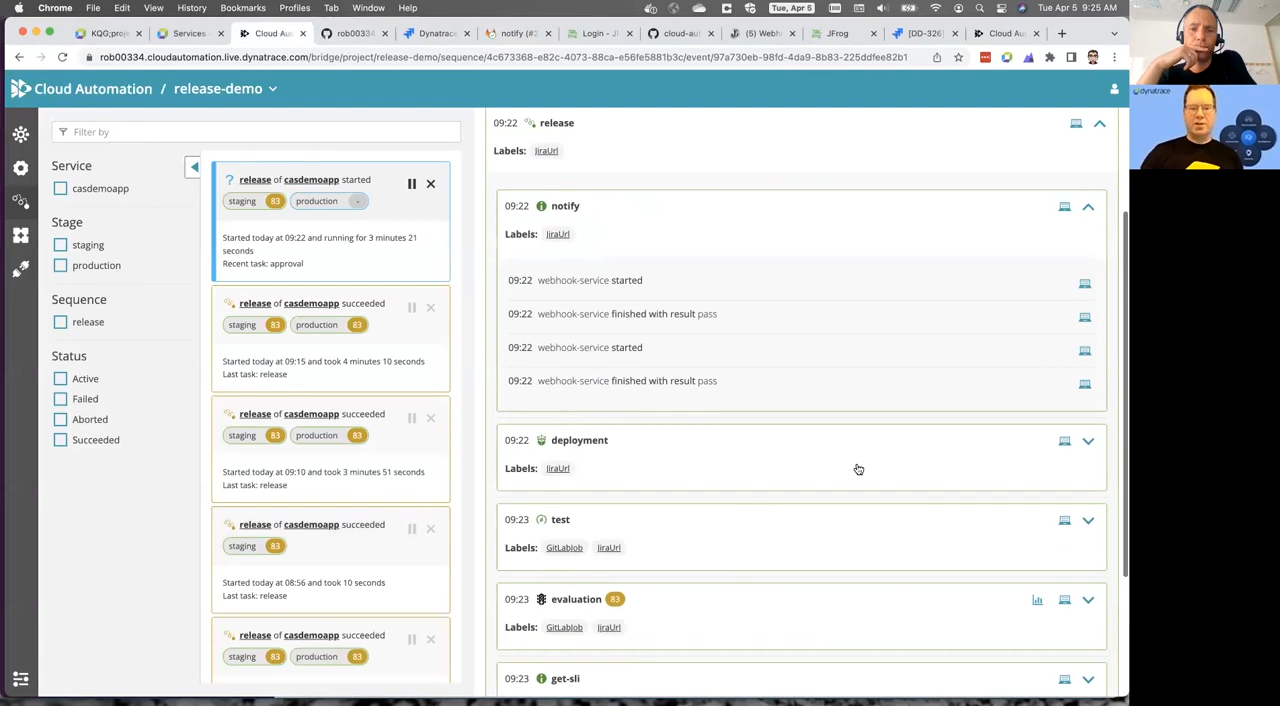 Chrome File Edit View History Bookmarks Profiles Tab Window Help
Tue, Apr 5
Tue Apr 5 9:25 AM
KQG;proje
Services
Cloud Au
rob00334
Dynatrace
notify (#2
Login - JF
cloud-aut
(5) Webh
JFrog
[DD-326]
Cloud Au
rob00334.cloudautomation.live.dynatrace.com/bridge/project/release-demo/sequence/4c673368-e82c-4073-88ca-e56fe5881b3c/event/97a730eb-98fd-4da9-8b83-225ddfee82b1
Cloud Automation / release-demo
dynatrace
Filter by
Service
casdemoapp
Stage
staging
production
Sequence
release
Status
Active
Failed
Aborted
Succeeded
? release of casdemoapp started
staging 83 production -
Started today at 09:22 and running for 3 minutes 21
seconds
Recent task: approval
release of casdemoapp succeeded
staging 83 production 83
Started today at 09:15 and took 4 minutes 10 seconds
Last task: release
release of casdemoapp succeeded
staging 83 production 83
Started today at 09:10 and took 3 minutes 51 seconds
Last task: release
release of casdemoapp succeeded
staging 83
Started today at 08:56 and took 10 seconds
Last task: release
release of casdemoapp succeeded
staging 83 production 83
09:22 release
Labels: JiraUrl
09:22 notify
Labels: JiraUrl
09:22 webhook-service started
09:22 webhook-service finished with result pass
09:22 webhook-service started
09:22 webhook-service finished with result pass
09:22 deployment
Labels: JiraUrl
09:23 test
Labels: GitLabJob JiraUrl
09:23 evaluation 83
Labels: GitLabJob JiraUrl
09:23 get-sli